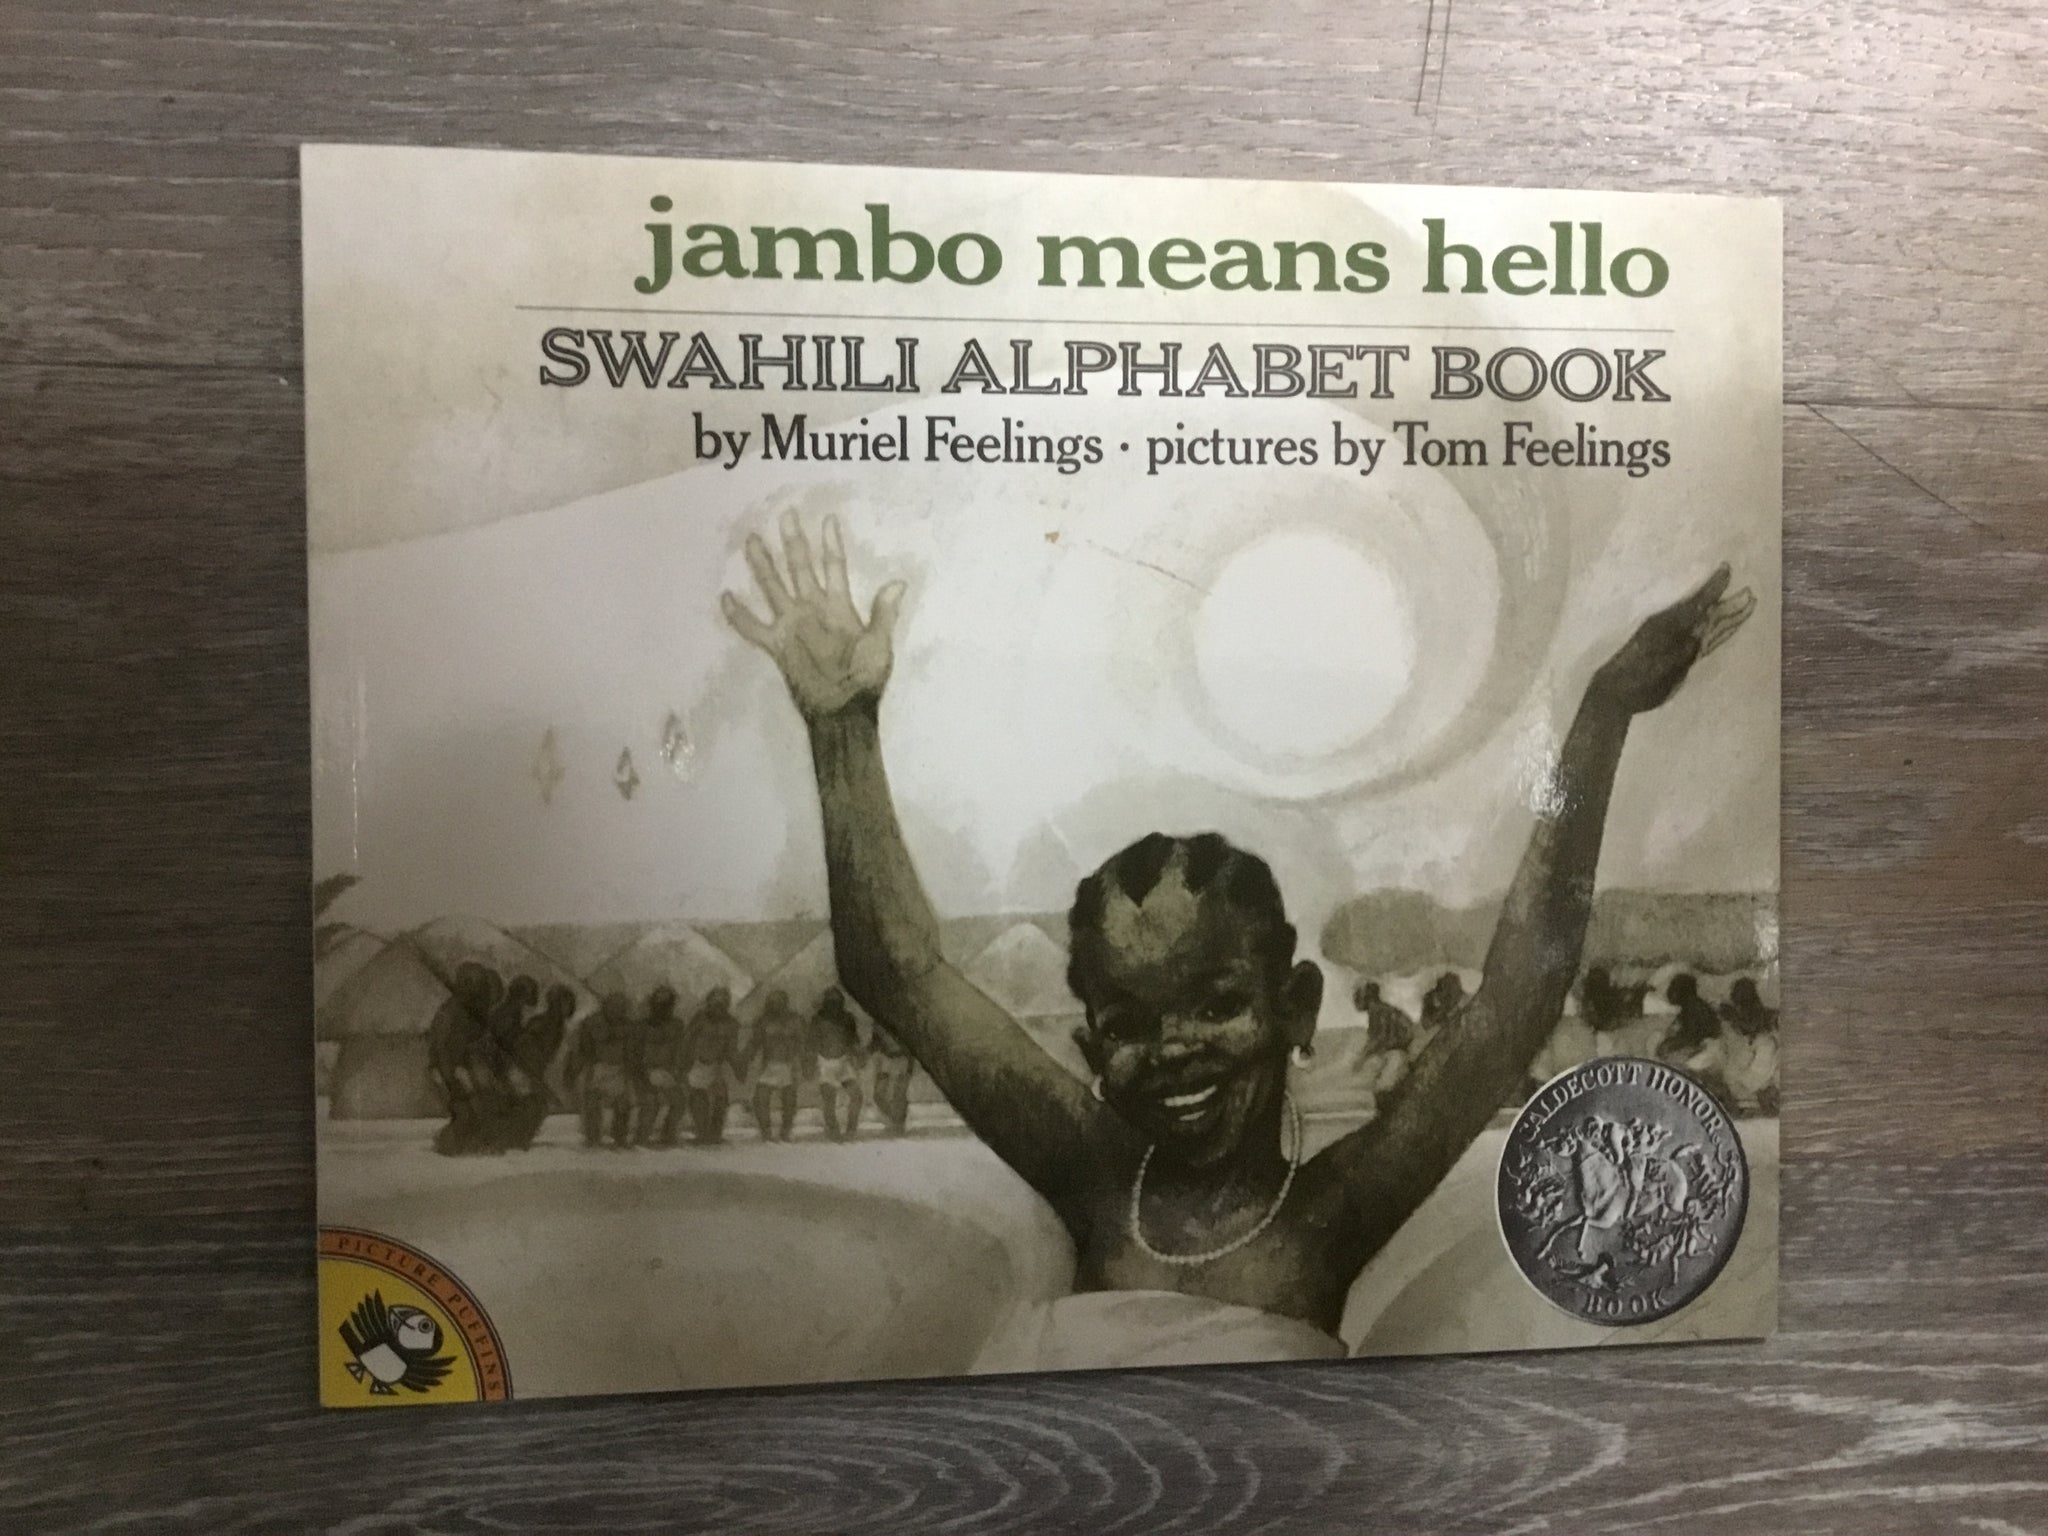 jambo means hello
SWAHILI ALPHABET BOOK
by Muriel Feelings · pictures by Tom Feelings
CALDECOTT HONOR
BOOK
PICTURE PUFFINS